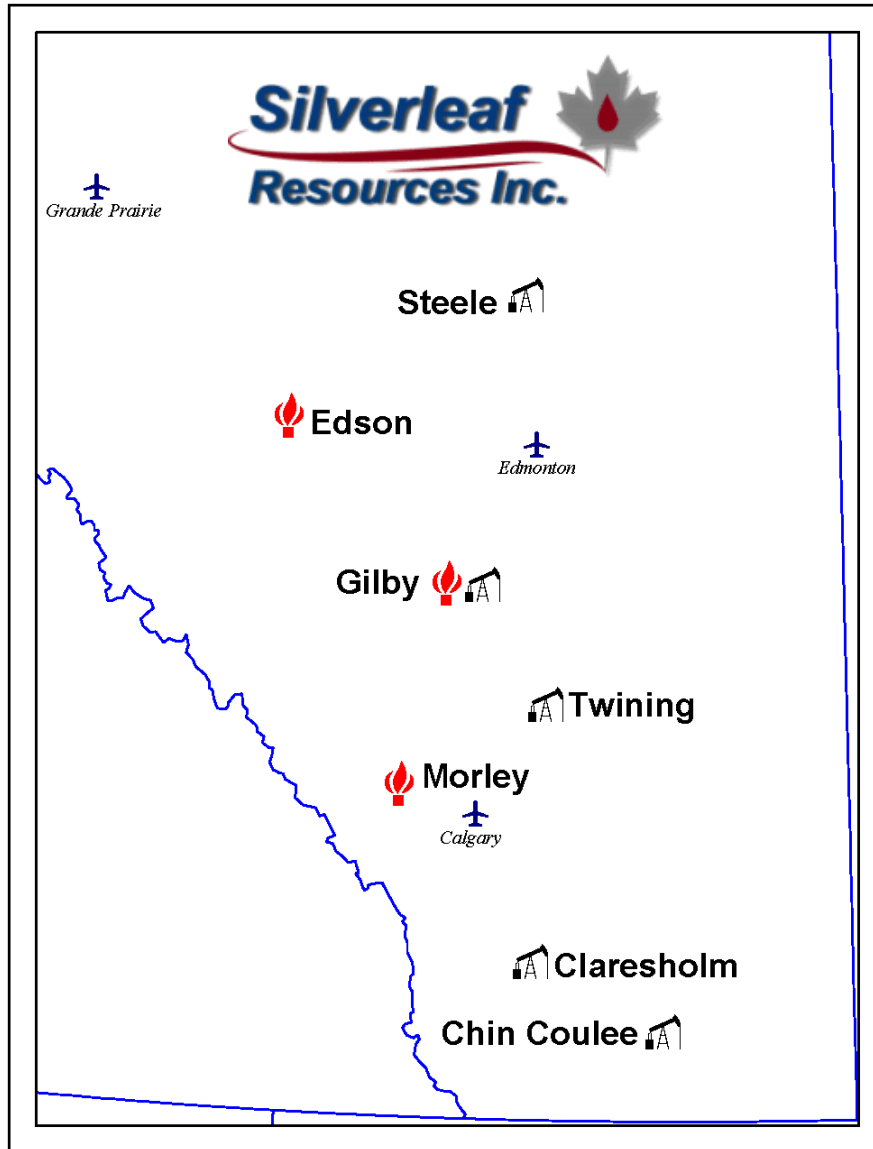 Silverleaf
Resources Inc.
Grande Prairie
Steele
Edson
Edmonton
Gilby
Twining
Morley
Calgary
Claresholm
Chin Coulee